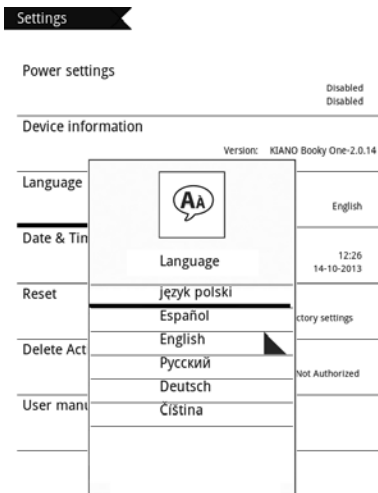 Settings
Power settings
Disabled
Disabled
Device information
Version: KIANO Booky One-2.0.14
Language
English
Date & Tin
12:26
14-10-2013
Reset
ctory settings
Delete Act
Not Authorized
User manu
AÀ
Language
język polski
Español
English
Русский
Deutsch
Číština